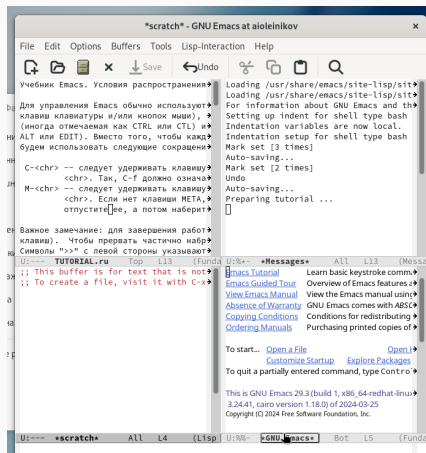 *scratch* - GNU Emacs at aioleinikov
File Edit Options Buffers Tools Lisp-Interaction Help
Save Undo
Учебник Emacs. Условия распространения
Для управления Emacs обычно используют
клавиш клавиатуры и/или кнопок мыши),
(иногда отмечаемая как CTRL или CTL) и
ALT или EDIT). Вместо того, чтобы кажд
будем использовать следующие сокращени
C-<chr> -- следует удерживать клавишу
<chr>. Так, C-f должно означа
M-<chr> -- следует удерживать клавишу
<chr>. Если нет клавиши META,
отпустите ее, а потом наберит
Важное замечание: для завершения работ
клавиш). Чтобы прервать частично набр
Символы ">>" с левой стороны указывают
U:--- TUTORIAL.ru Top L13 (Funda
Loading /usr/share/emacs/site-lisp/sit
Loading /usr/share/emacs/site-lisp/sit
For information about GNU Emacs and th
Setting up indent for shell type bash
Indentation variables are now local.
Indentation setup for shell type bash
Mark set [3 times]
Auto-saving...
Mark set [2 times]
Undo
Auto-saving...
Preparing tutorial ...
U:%*- *Messages* All L13 (Messa
;; This buffer is for text that is not
;; To create a file, visit it with C-x
U:--- *scratch* All L4 (Lisp
Emacs Tutorial Learn basic keystroke comm
Emacs Guided Tour Overview of Emacs features a
View Emacs Manual View the Emacs manual using
Absence of Warranty GNU Emacs comes with ABSO
Copying Conditions Conditions for redistributing
Ordering Manuals Purchasing printed copies of
To start... Open a File Open H
Customize Startup Explore Packages
To quit a partially entered command, type Contro
This is GNU Emacs 29.3 (build 1, x86_64-redhat-linux
3.24.41, cairo version 1.18.0) of 2024-03-25
Copyright (C) 2024 Free Software Foundation, Inc.
U:%%- *GNU Emacs* Bot L5 (Funda